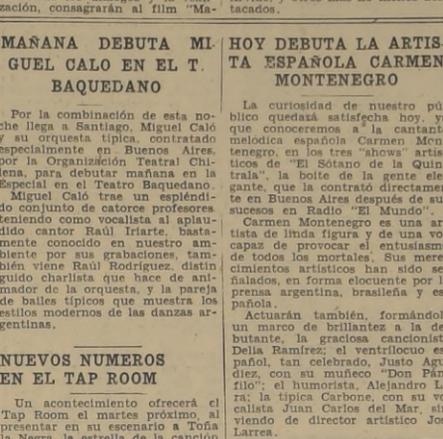 zación, consagrarán al film "Ma-
MAÑANA DEBUTA MI-
GUEL CALO EN EL T.
BAQUEDANO
Por la combinación de esta no-
che llega a Santiago, Miguel Caló
y su orquesta típica, contratado
especialmente en Buenos Aires,
por la Organización Teatral Chi-
lena, para debutar mañana en la
Especial en el Teatro Baquedano.
Miguel Caló trae un espléndi-
do conjunto de catorce profesores
teniendo como vocalista al aplau-
dido cantor Raúl Iriarte, basta-
mente conocido en nuestro am-
biente por sus grabaciones, tam-
bién viene Raúl Rodríguez, distin
guido charlista que hace de ani-
mador de la orquesta, y la pareja
de bailes típicos que muestra los
estilos modernos de las danzas ar-
gentinas.
NUEVOS NUMEROS
EN EL TAP ROOM
Un acontecimiento ofrecerá el
Tap Room el martes próximo, al
presentar en su escenario a Toña
la Negra, la estrella de la canción
tacados.
HOY DEBUTA LA ARTIS-
TA ESPAÑOLA CARMEN
MONTENEGRO
La curiosidad de nuestro pú
blico quedará satisfecha hoy, y
que conoceremos a la cantant
melódica española Carmen Mon
tenegro, en los tres "shows" artís
ticos de "El Sótano de la Quin
trala", la boite de la gente ele
gante, que la contrató directame
te en Buenos Aires después de su
sucesos en Radio "El Mundo".
Carmen Montenegro es una ar
tista de linda figura y de una vo
capaz de provocar el entusiasm
de todos los mortales. Sus mere
cimientos artísticos han sido se
ñalados, en forma elocuente por l
prensa argentina, brasileña y es
pañola.
Actuarán también, formándol
un marco de brillantez a la de
butante, la graciosa cancionist
Delia Ramírez; el ventrílocuo es
pañol, tan celebrado, Justo Agu
diez, con su muñeco "Don Pán
filo"; el humorista, Alejandro L
ra; la típica Carbone, con su vo
calista Juan Carlos del Mar, si
viendo de director artístico Jo
Larrea.